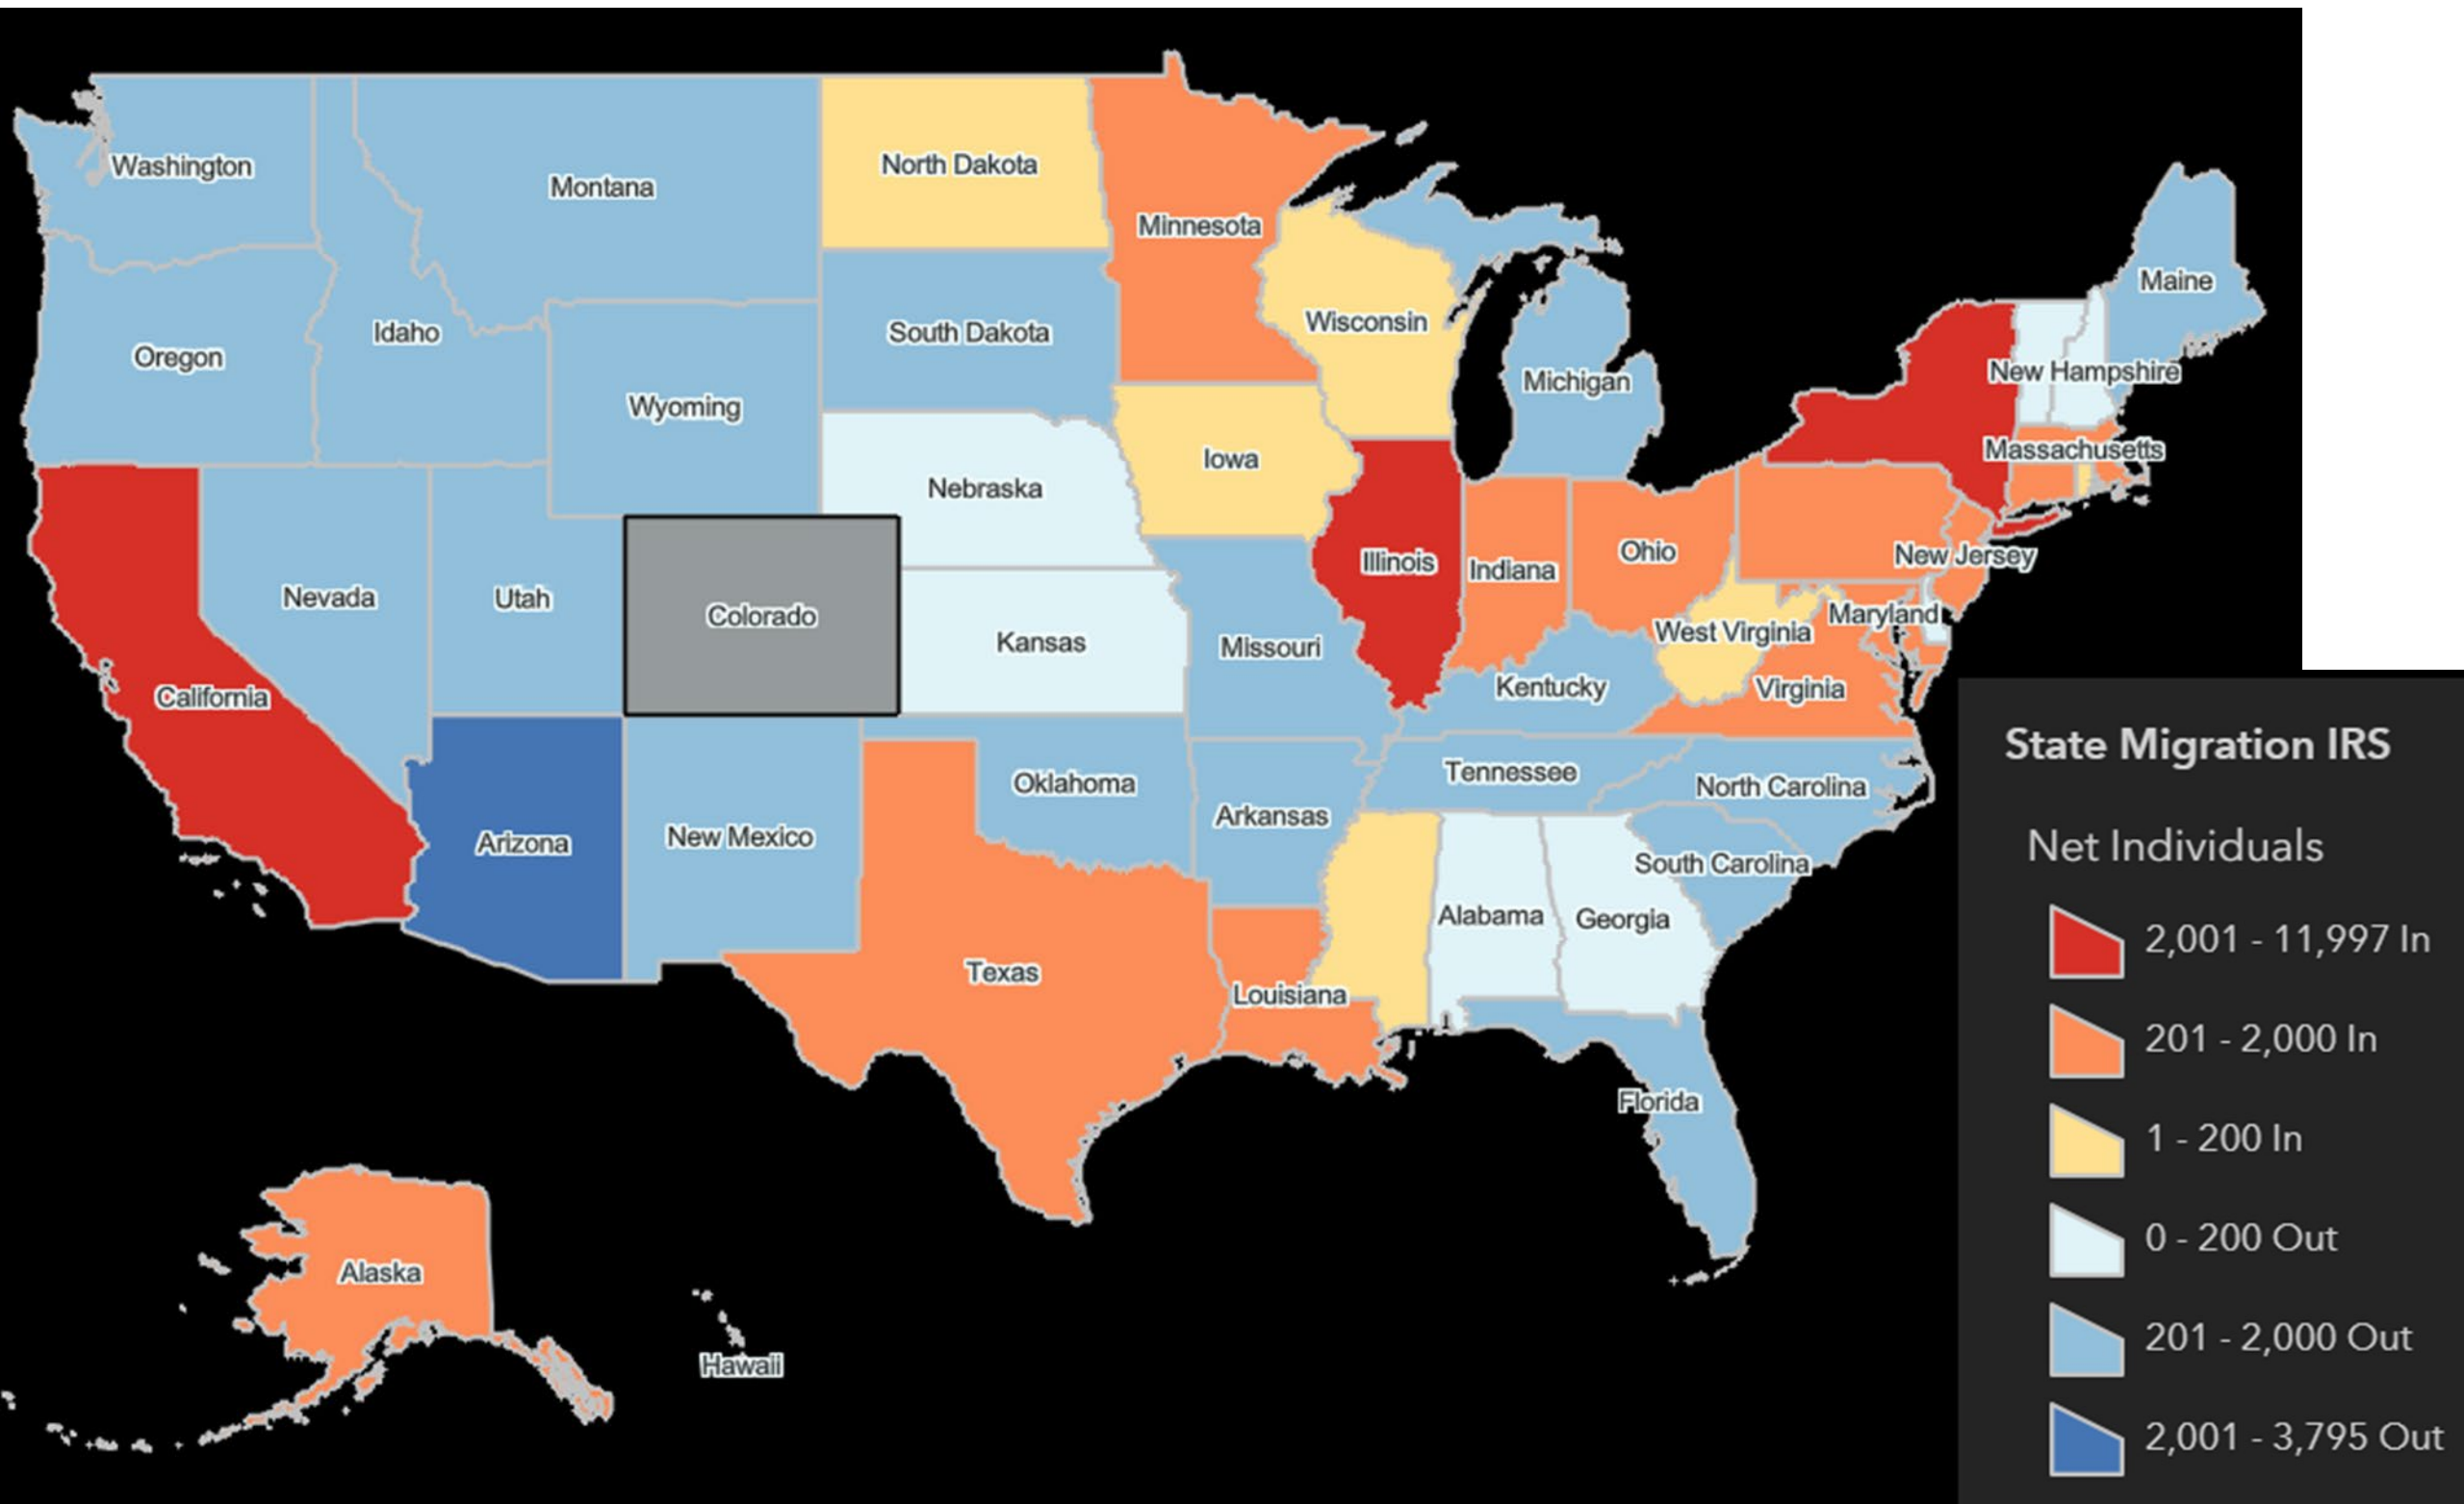 Washington
Montana
North Dakota
Minnesota
Maine
Oregon
Idaho
South Dakota
Wisconsin
Wyoming
Michigan
New Hampshire
Massachusetts
Iowa
Nebraska
Nevada
Utah
Colorado
Kansas
Illinois
Indiana
Ohio
New Jersey
Maryland
West Virginia
Missouri
Kentucky
Virginia
California
Arizona
New Mexico
Oklahoma
Arkansas
Tennessee
North Carolina
South Carolina
Alabama
Georgia
Texas
Louisiana
Florida
Alaska
Hawaii
State Migration IRS
Net Individuals
2,001 - 11,997 In
201 - 2,000 In
1 - 200 In
0 - 200 Out
201 - 2,000 Out
2,001 - 3,795 Out